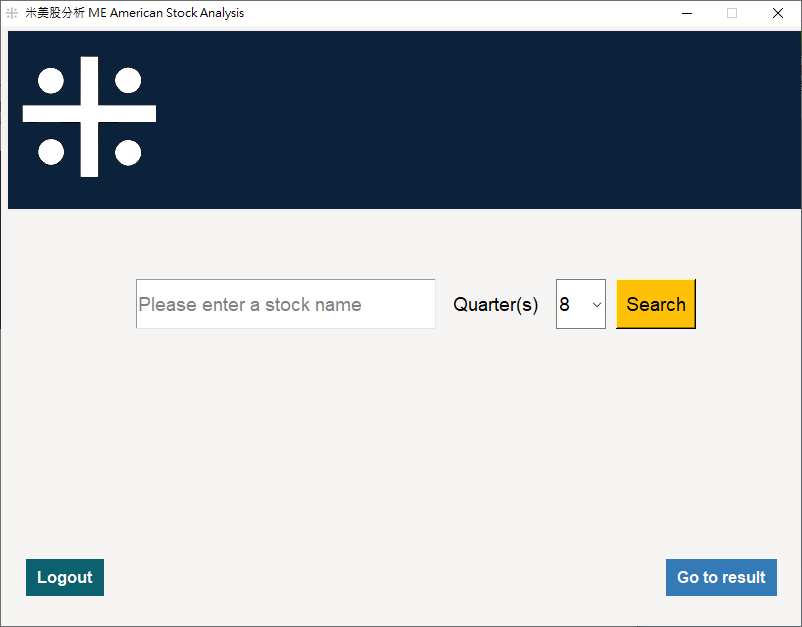 米美股分析 ME American Stock Analysis
Please enter a stock name Quarter(s) 8 Search
Logout Go to result